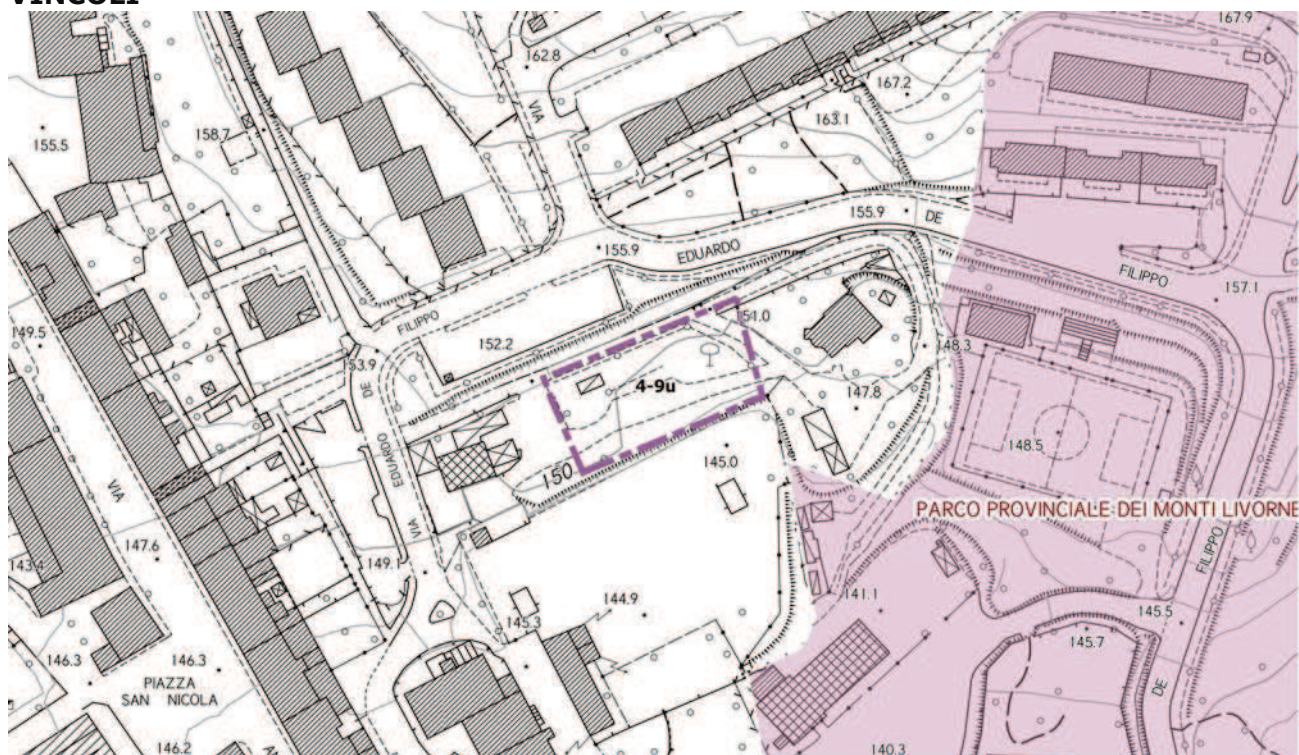 VINCOLI
167.9
162.8
VIA
167.2
155.5
158.7
163.1
155.9
DE
155.9
EDUARDO
FILIPPO
157.1
149.5
FILIPPO
152.2
151.0
148.3
153.9
DE
4-9u
147.8
EDUARDO
148.5
145.0
150
PARCO PROVINCIALE DEI MONTI LIVORNE
VIA
VIA
FILIPPO
147.6
143.4
149.1
144.9
141.1
145.3
145.5
145.7
146.3
146.3
PIAZZA
SAN NICOLA
DE
146.2
140.3